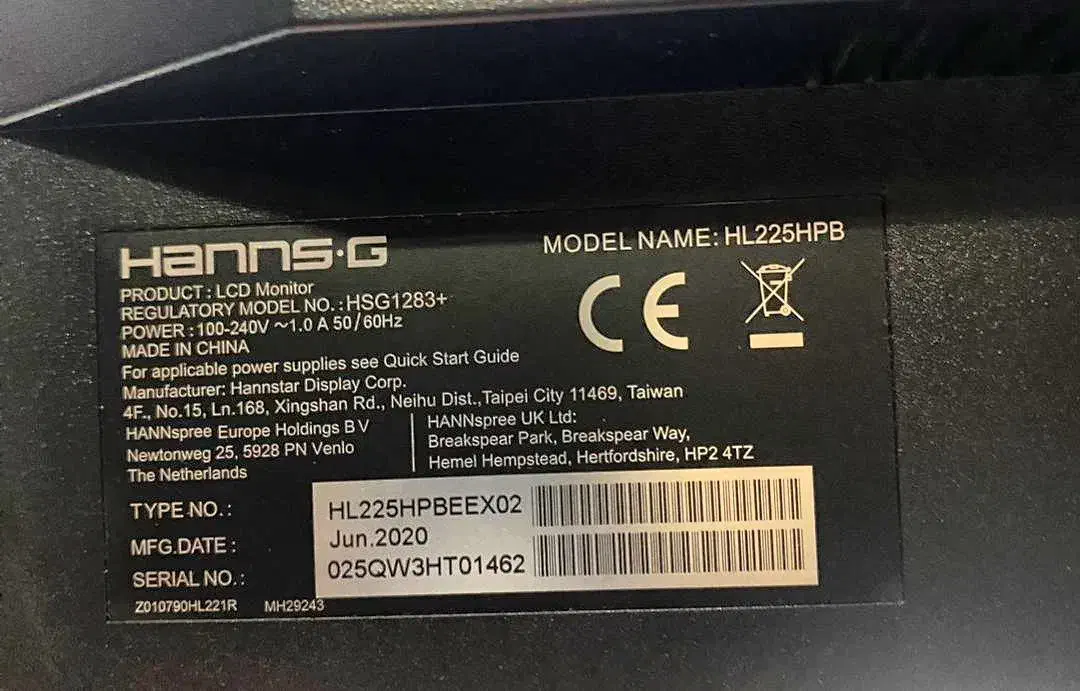 HANNS·G
MODEL NAME: HL225HPB
PRODUCT : LCD Monitor
REGULATORY MODEL NO. : HSG1283+
POWER : 100-240V ~1.0 A 50/60Hz
MADE IN CHINA
For applicable power supplies see Quick Start Guide
Manufacturer: Hannstar Display Corp.
4F., No.15, Ln.168, Xingshan Rd., Neihu Dist.,Taipei City 11469, Taiwan
HANNspree Europe Holdings B V
Newtonweg 25, 5928 PN Venlo
The Netherlands
HANNspree UK Ltd:
Breakspear Park, Breakspear Way,
Hemel Hempstead, Hertfordshire, HP2 4TZ
CE
TYPE NO. : HL225HPBEEX02
MFG.DATE : Jun.2020
SERIAL NO. : 025QW3HT01462
Z010790HL221R MH29243